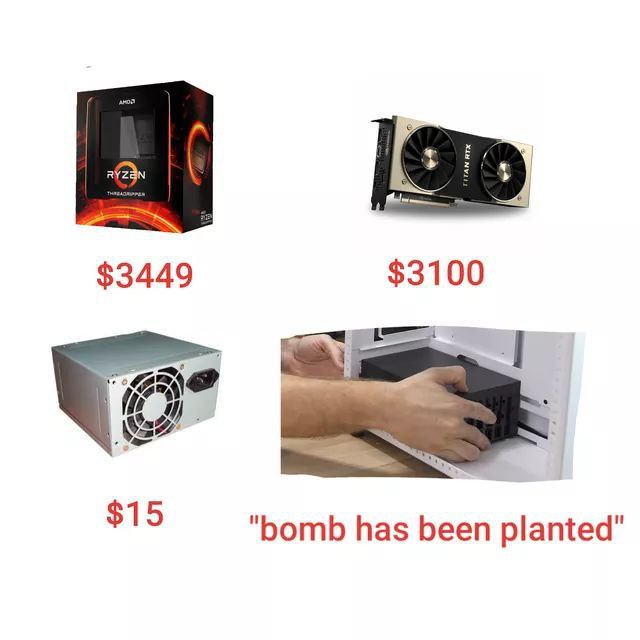 AMD
RYZEN
THREADRIPPER
TITAN RTX
$3449
$3100
$15
"bomb has been planted"